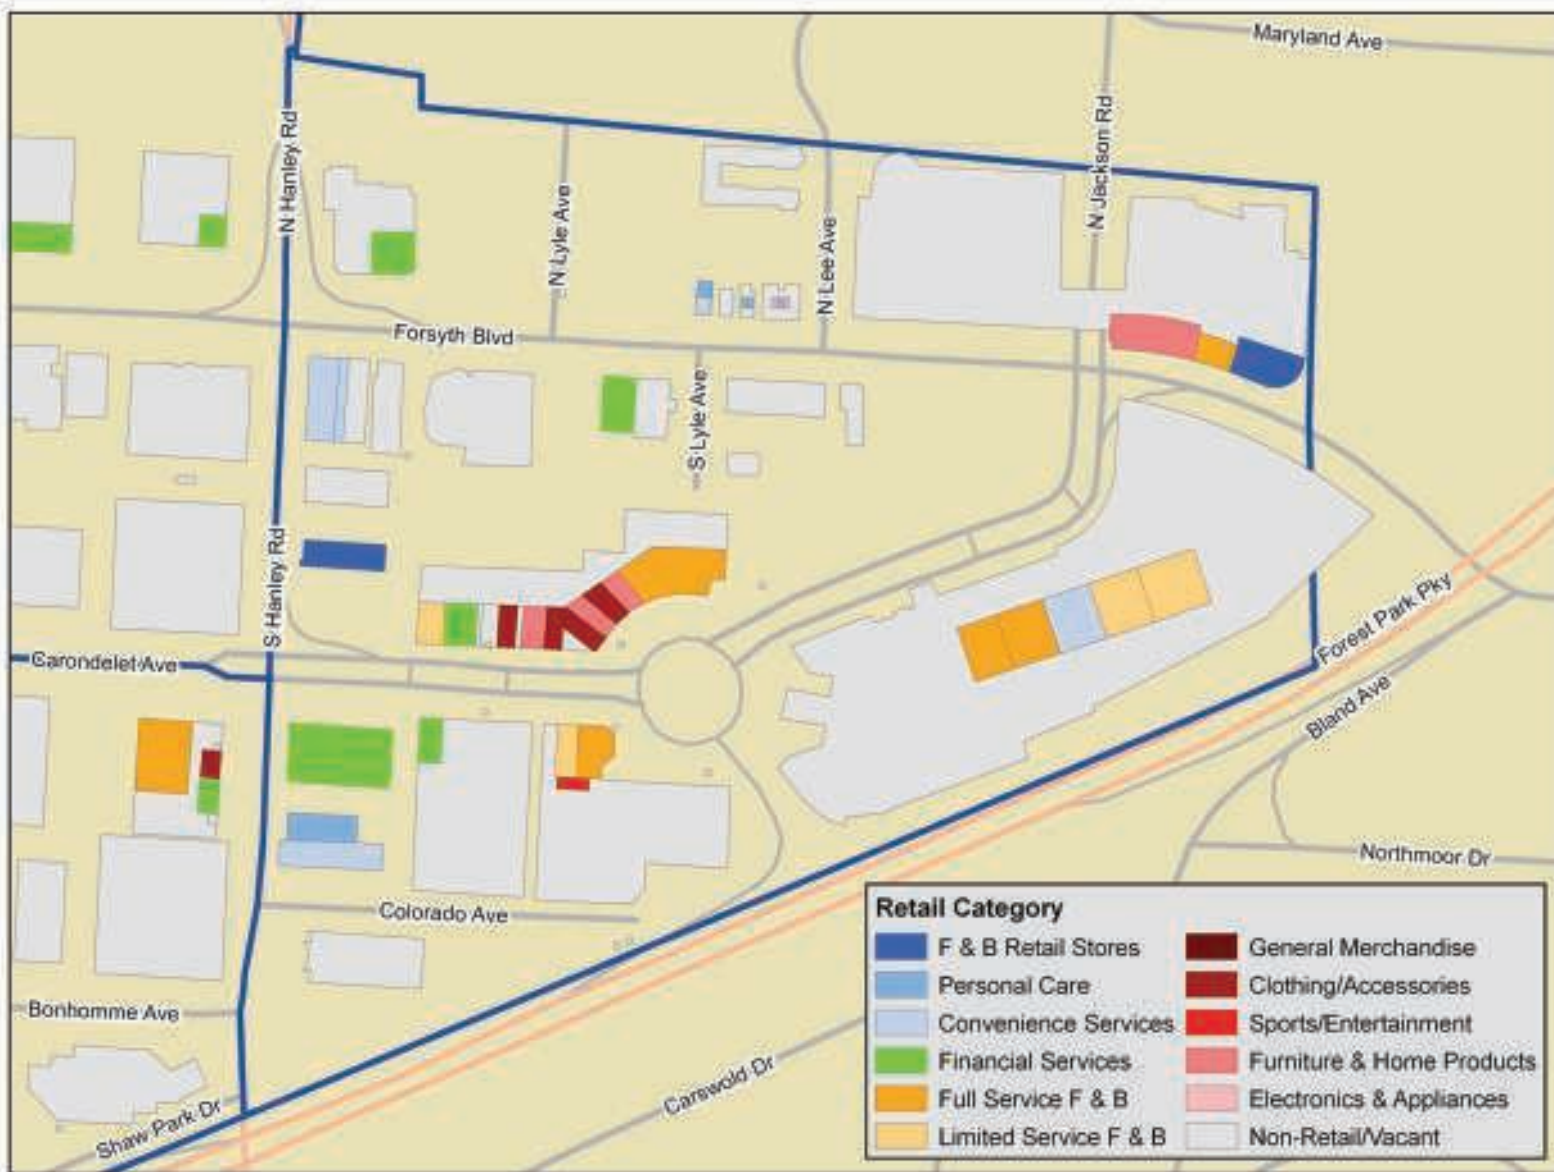 Maryland Ave
N Hanley Rd
N Jackson Rd
N Lyle Ave
N Lee Ave
Forsyth Blvd
S Lyle Ave
S Hanley Rd
Carondelet Ave
Forest Park Pky
Bland Ave
Northmoor Dr
Colorado Ave
Bonhomme Ave
Shaw Park Dr
Carswold Dr
Retail Category
F & B Retail Stores
Personal Care
Convenience Services
Financial Services
Full Service F & B
Limited Service F & B
General Merchandise
Clothing/Accessories
Sports/Entertainment
Furniture & Home Products
Electronics & Appliances
Non-Retail/Vacant